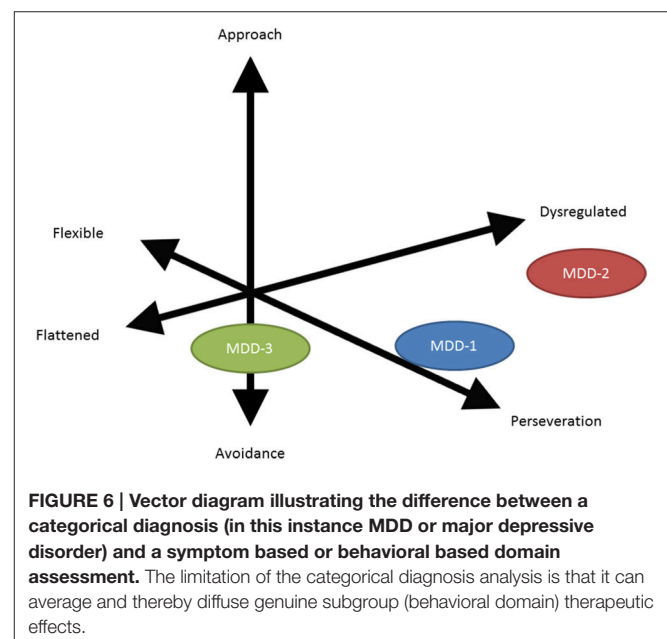 Approach
Dysregulated
Flexible
MDD-2
Flattened
MDD-3
MDD-1
Perseveration
Avoidance
FIGURE 6 | Vector diagram illustrating the difference between a
categorical diagnosis (in this instance MDD or major depressive
disorder) and a symptom based or behavioral based domain
assessment. The limitation of the categorical diagnosis analysis is that it can
average and thereby diffuse genuine subgroup (behavioral domain) therapeutic
effects.